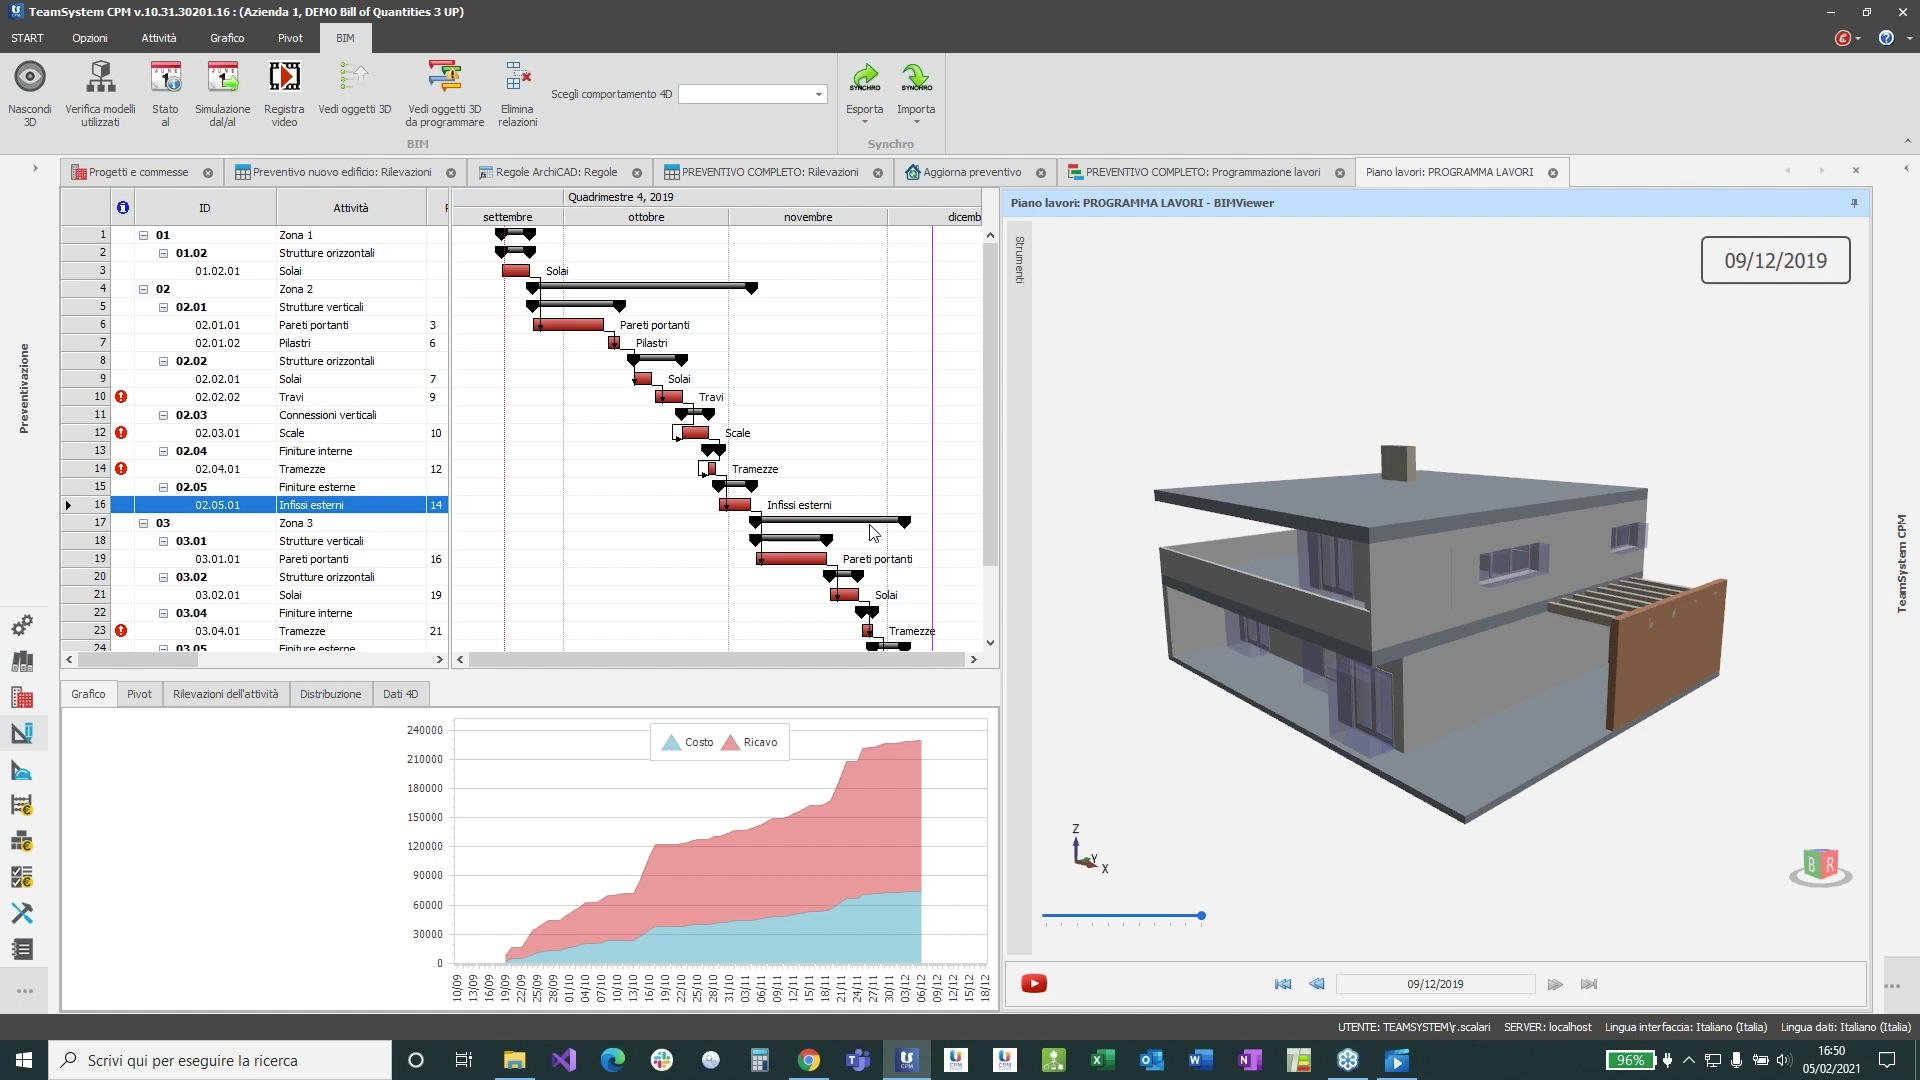 TeamSystem CPM v.10.31.30201.16 : (Azienda 1, DEMO Bill of Quantities 3 UP)
START Opzioni Attività Grafico Pivot BIM
Nascondi 3D
Verifica modelli utilizzati
Stato al
Simulazione dal/al
Registra video
Vedi oggetti 3D
Vedi oggetti 3D da programmare
Elimina relazioni
Scegli comportamento 4D
Esporta
Importa
BIM
Synchro
Progetti e commesse
Preventivo nuovo edificio: Rilevazioni
Regole ArchiCAD: Regole
PREVENTIVO COMPLETO: Rilevazioni
Aggiorna preventivo
PREVENTIVO COMPLETO: Programmazione lavori
Piano lavori: PROGRAMMA LAVORI
Preventivazione
ID Attività
1 01 Zona 1
2 01.02 Strutture orizzontali
3 01.02.01 Solai
4 02 Zona 2
5 02.01 Strutture verticali
6 02.01.01 Pareti portanti 3
7 02.01.02 Pilastri 6
8 02.02 Strutture orizzontali
9 02.02.01 Solai 7
10 02.02.02 Travi 9
11 02.03 Connessioni verticali
12 02.03.01 Scale 10
13 02.04 Finiture interne
14 02.04.01 Tramezze 12
15 02.05 Finiture esterne
16 02.05.01 Infissi esterni 14
17 03 Zona 3
18 03.01 Strutture verticali
19 03.01.01 Pareti portanti 16
20 03.02 Strutture orizzontali
21 03.02.01 Solai 19
22 03.04 Finiture interne
23 03.04.01 Tramezze 21
24 03.05 Finiture esterne
Quadrimestre 4, 2019
settembre ottobre novembre dicemb
Solai
Pareti portanti
Pilastri
Solai
Travi
Scale
Tramezze
Infissi esterni
Pareti portanti
Solai
Tramezze
Piano lavori: PROGRAMMA LAVORI - BIMViewer
Strumenti
09/12/2019
Z
Y
X
B R
09/12/2019
TeamSystem CPM
Grafico Pivot Rilevazioni dell'attività Distribuzione Dati 4D
Costo Ricavo
240000
210000
180000
150000
120000
90000
60000
30000
0
10/09 13/09 16/09 19/09 22/09 25/09 28/09 01/10 04/10 07/10 10/10 13/10 16/10 19/10 22/10 25/10 28/10 31/10 03/11 06/11 09/11 12/11 15/11 18/11 21/11 24/11 27/11 30/11 03/12 06/12 09/12 12/12 15/12 18/12
UTENTE: TEAMSYSTEM\r.scalari SERVER: localhost Lingua interfaccia: Italiano (Italia) Lingua dati: Italiano (Italia)
Scrivi qui per eseguire la ricerca
96%
16:50
05/02/2021